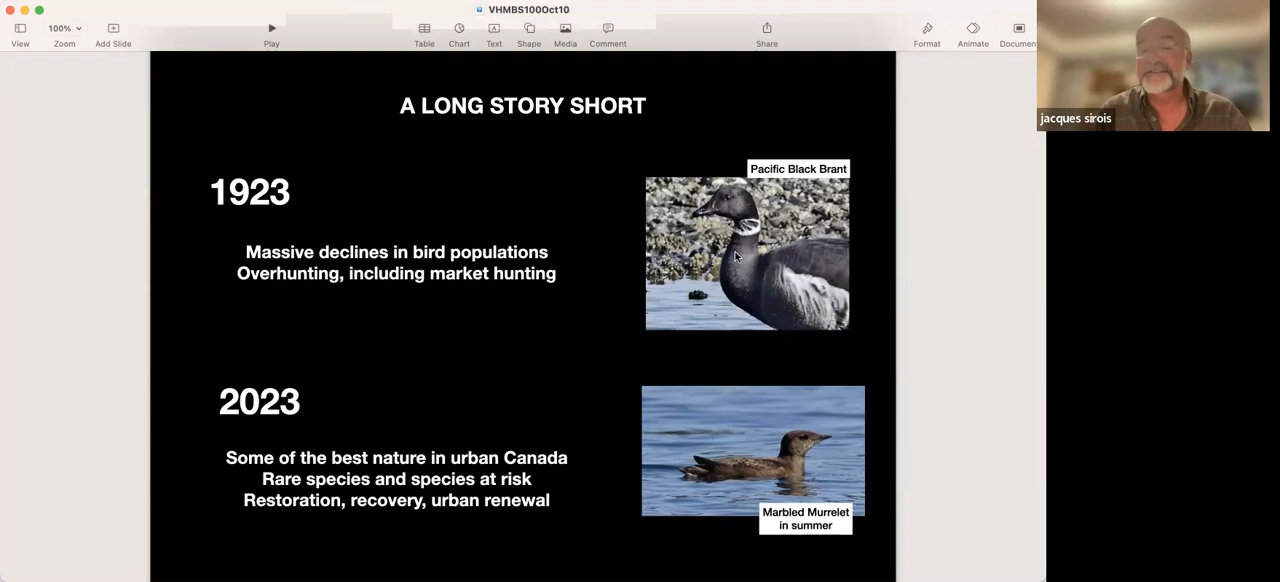 VHMBS100Oct10
100%
View
Zoom
Add Slide
Play
Table
Chart
Text
Shape
Media
Comment
Share
Format
Animate
Documen
jacques sirois
A LONG STORY SHORT
1923
Massive declines in bird populations
Overhunting, including market hunting
Pacific Black Brant
2023
Some of the best nature in urban Canada
Rare species and species at risk
Restoration, recovery, urban renewal
Marbled Murrelet
in summer